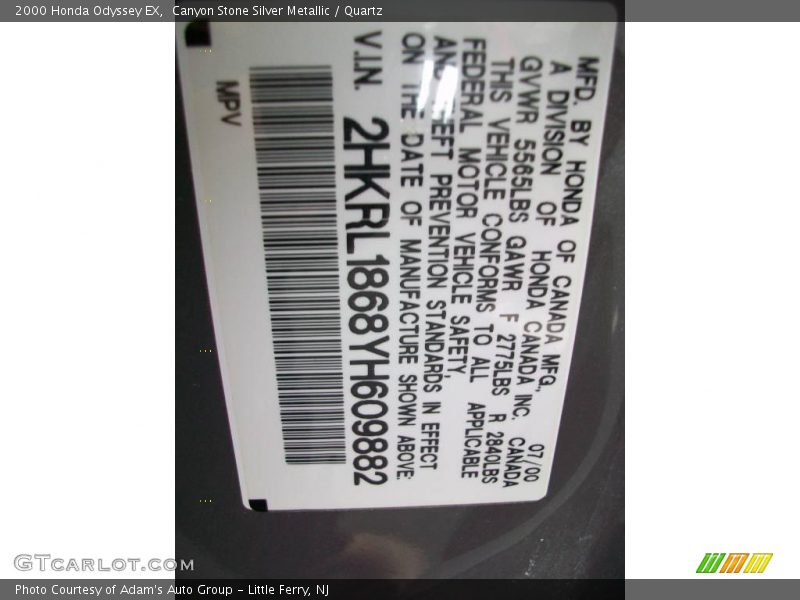 2000 Honda Odyssey EX,  Canyon Stone Silver Metallic / Quartz
MFD. BY HONDA OF CANADA MFG, 07/00
A DIVISION OF HONDA CANADA INC. CANADA
GVWR 5565LBS GAWR F 2775LBS R 2840LBS
THIS VEHICLE CONFORMS TO ALL APPLICABLE
FEDERAL MOTOR VEHICLE SAFETY,
AND THEFT PREVENTION STANDARDS IN EFFECT
ON THE DATE OF MANUFACTURE SHOWN ABOVE.
V.I.N. 2HKRL1868YH609882
MPV
GTCARLOT.COM
Photo Courtesy of Adam's Auto Group - Little Ferry, NJ